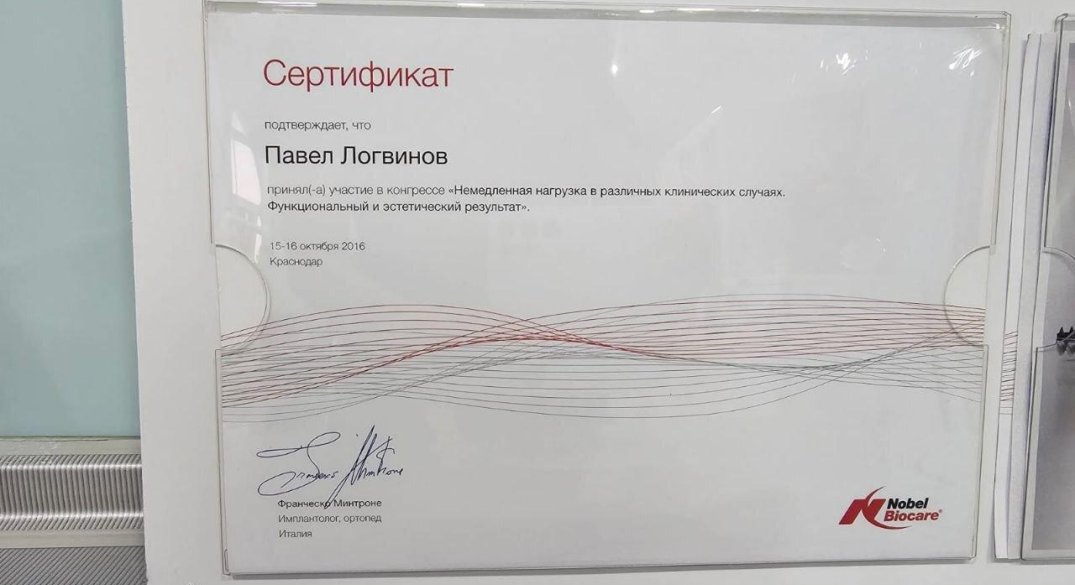 Сертификат
подтверждает, что
Павел Логвинов
принял(-а) участие в конгрессе «Немедленная нагрузка в различных клинических случаях.
Функциональный и эстетический результат».
15-16 октября 2016
Краснодар
Франческо Минтроне
Имплантолог, ортопед
Италия
Nobel
Biocare®